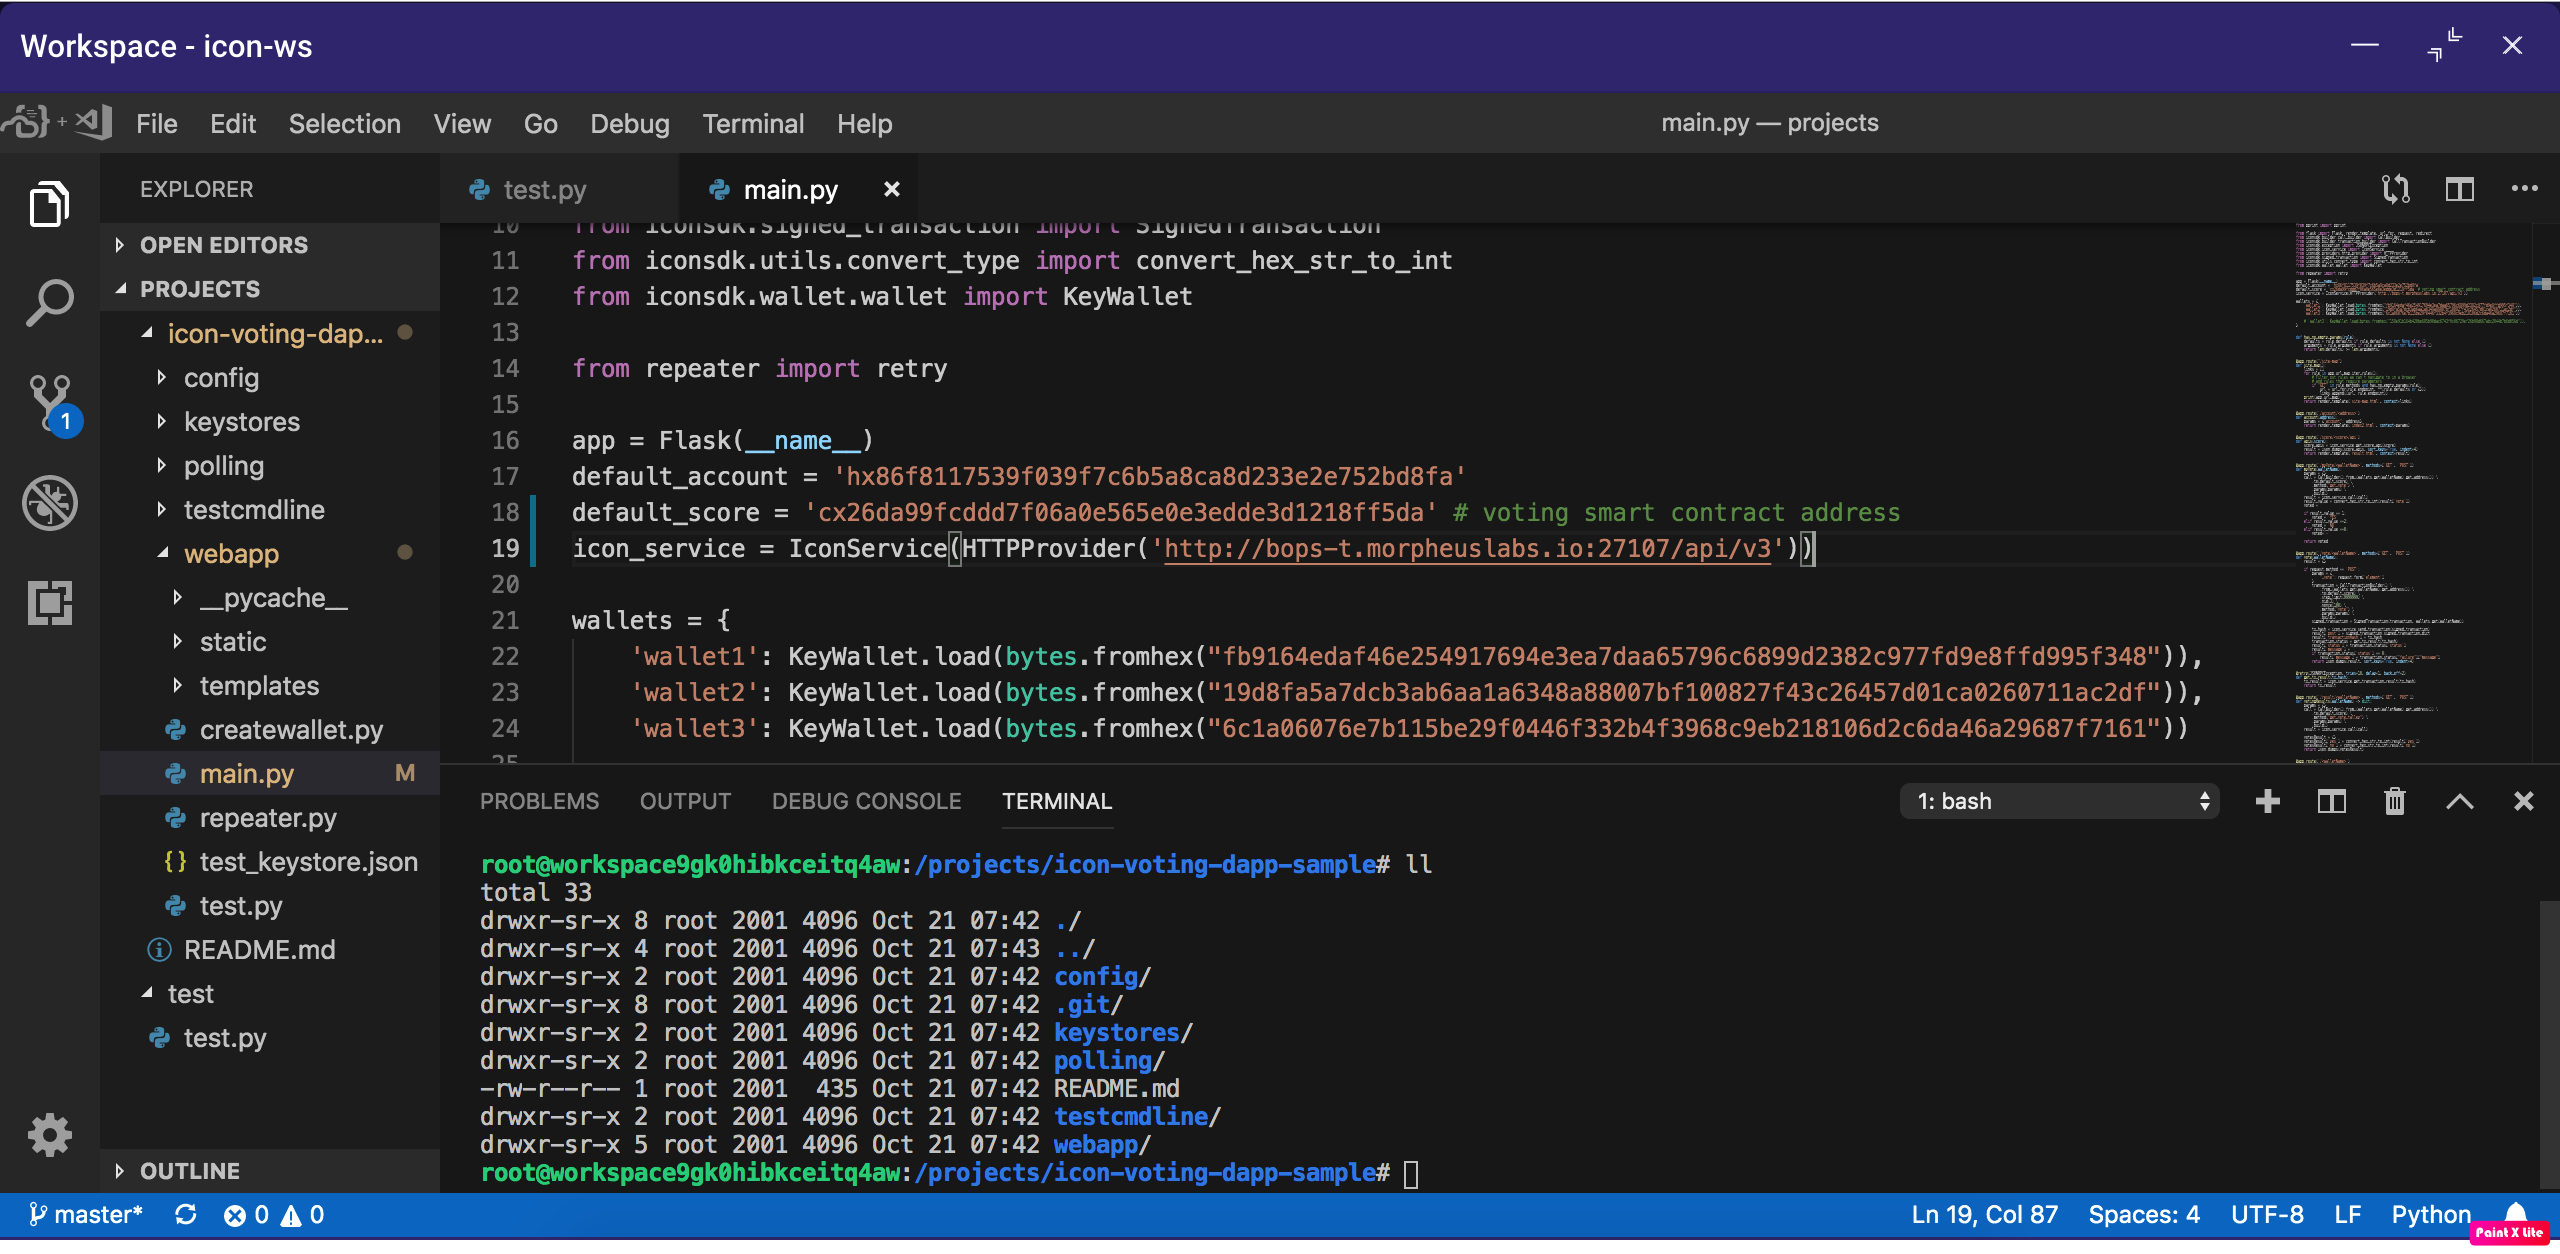 Workspace - icon-ws
File Edit Selection View Go Debug Terminal Help
main.py — projects
EXPLORER
OPEN EDITORS
PROJECTS
icon-voting-dap...
config
keystores
polling
testcmdline
webapp
__pycache__
static
templates
createwallet.py
main.py M
repeater.py
{} test_keystore.json
test.py
README.md
test
test.py
OUTLINE
1
test.py main.py
10 from iconsdk.signed_transaction import SignedTransaction
11 from iconsdk.utils.convert_type import convert_hex_str_to_int
12 from iconsdk.wallet.wallet import KeyWallet
13
14 from repeater import retry
15
16 app = Flask(__name__)
17 default_account = 'hx86f8117539f039f7c6b5a8ca8d233e2e752bd8fa'
18 default_score = 'cx26da99fcddd7f06a0e565e0e3edde3d1218ff5da' # voting smart contract address
19 icon_service = IconService(HTTPProvider('http://bops-t.morpheuslabs.io:27107/api/v3'))
20
21 wallets = {
22 'wallet1': KeyWallet.load(bytes.fromhex("fb9164edaf46e254917694e3ea7daa65796c6899d2382c977fd9e8ffd995f348")),
23 'wallet2': KeyWallet.load(bytes.fromhex("19d8fa5a7dcb3ab6aa1a6348a88007bf100827f43c26457d01ca0260711ac2df")),
24 'wallet3': KeyWallet.load(bytes.fromhex("6c1a06076e7b115be29f0446f332b4f3968c9eb218106d2c6da46a29687f7161"))
25
PROBLEMS OUTPUT DEBUG CONSOLE TERMINAL
1: bash
root@workspace9gk0hibkceitq4aw:/projects/icon-voting-dapp-sample# ll
total 33
drwxr-sr-x 8 root 2001 4096 Oct 21 07:42 ./
drwxr-sr-x 4 root 2001 4096 Oct 21 07:43 ../
drwxr-sr-x 2 root 2001 4096 Oct 21 07:42 config/
drwxr-sr-x 8 root 2001 4096 Oct 21 07:42 .git/
drwxr-sr-x 2 root 2001 4096 Oct 21 07:42 keystores/
drwxr-sr-x 2 root 2001 4096 Oct 21 07:42 polling/
-rw-r--r-- 1 root 2001  435 Oct 21 07:42 README.md
drwxr-sr-x 2 root 2001 4096 Oct 21 07:42 testcmdline/
drwxr-sr-x 5 root 2001 4096 Oct 21 07:42 webapp/
root@workspace9gk0hibkceitq4aw:/projects/icon-voting-dapp-sample#
master* 0 0
Ln 19, Col 87 Spaces: 4 UTF-8 LF Python
Paint X Lite